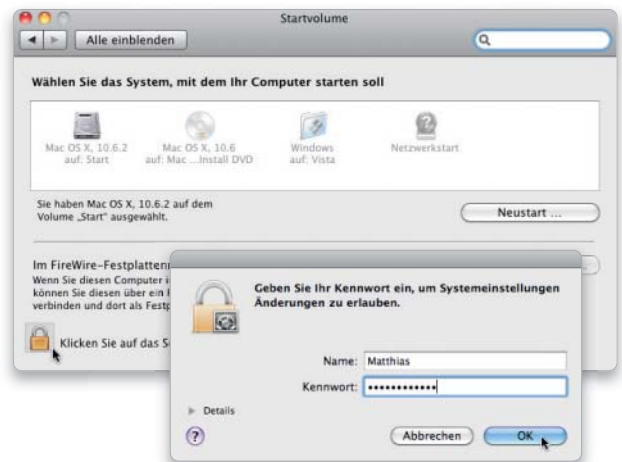 Startvolume
Alle einblenden
Wählen Sie das System, mit dem Ihr Computer starten soll
Mac OS X, 10.6.2
auf: Start
Mac OS X, 10.6
auf: Mac ...Install DVD
Windows
auf: Vista
Netzwerkstart
Sie haben Mac OS X, 10.6.2 auf dem
Volume „Start“ ausgewählt.
Neustart ...
Im FireWire-Festplatten
Wenn Sie diesen Computer
können Sie diesen über ein
verbinden und dort als
Klicken Sie auf das
Geben Sie Ihr Kennwort ein, um Systemeinstellungen
Änderungen zu erlauben.
Name: Matthias
Kennwort: ••••••••••••
Details
?
Abbrechen
OK